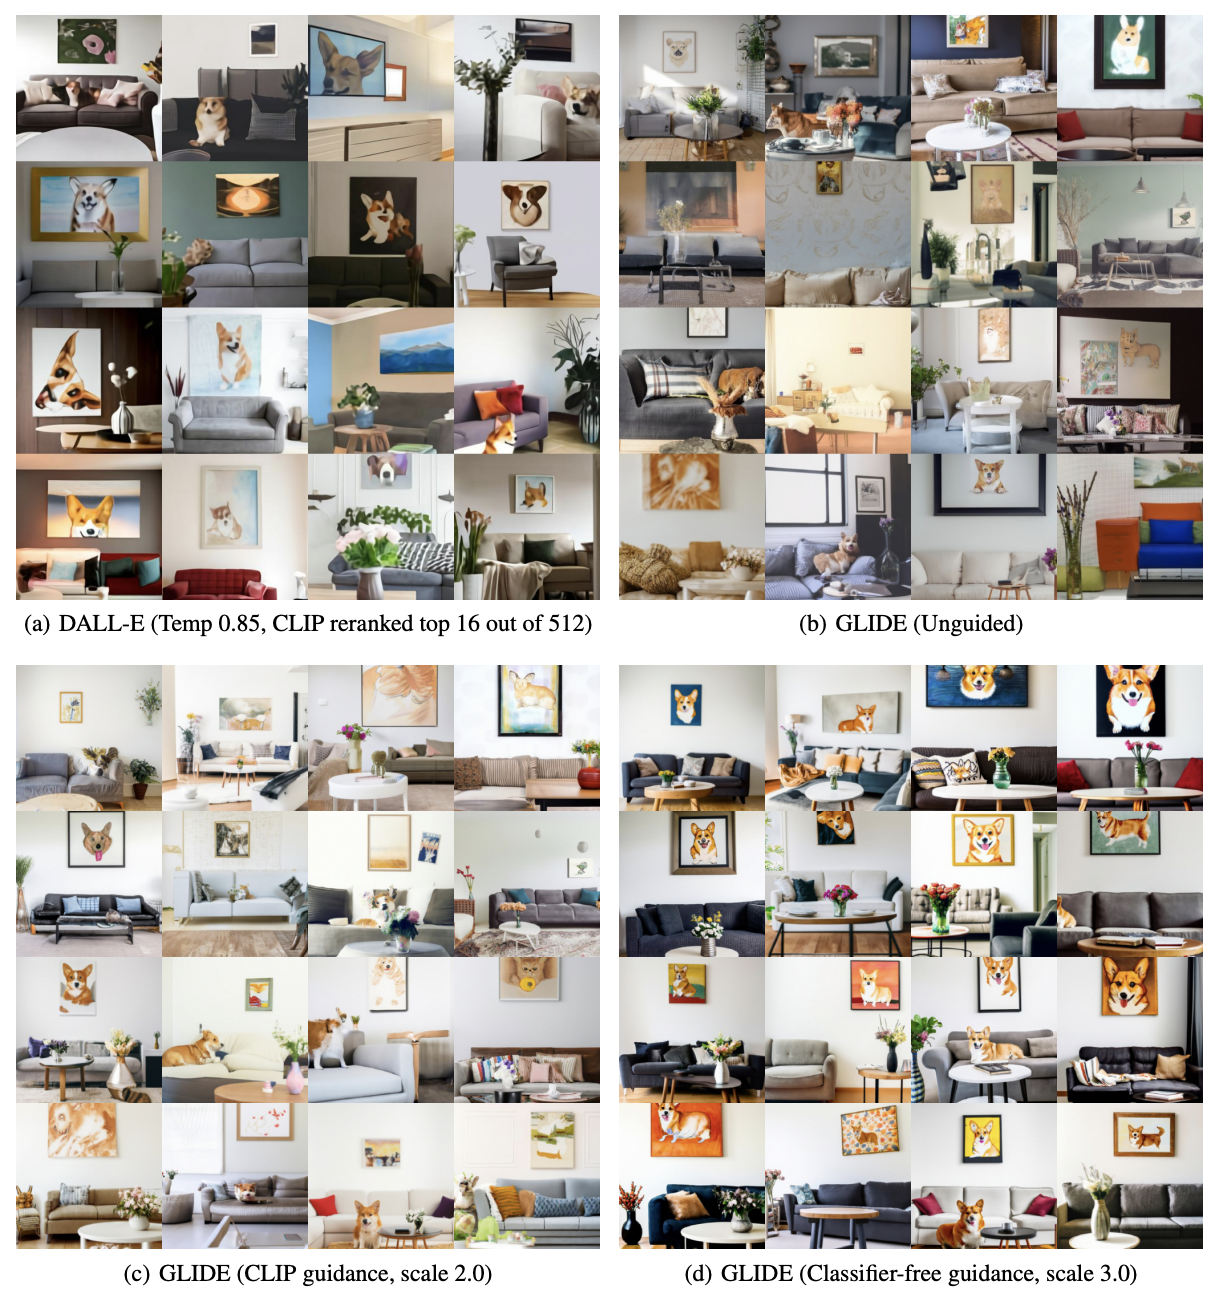 (a) DALL-E (Temp 0.85, CLIP reranked top 16 out of 512)
(b) GLIDE (Unguided)
(c) GLIDE (CLIP guidance, scale 2.0)
(d) GLIDE (Classifier-free guidance, scale 3.0)